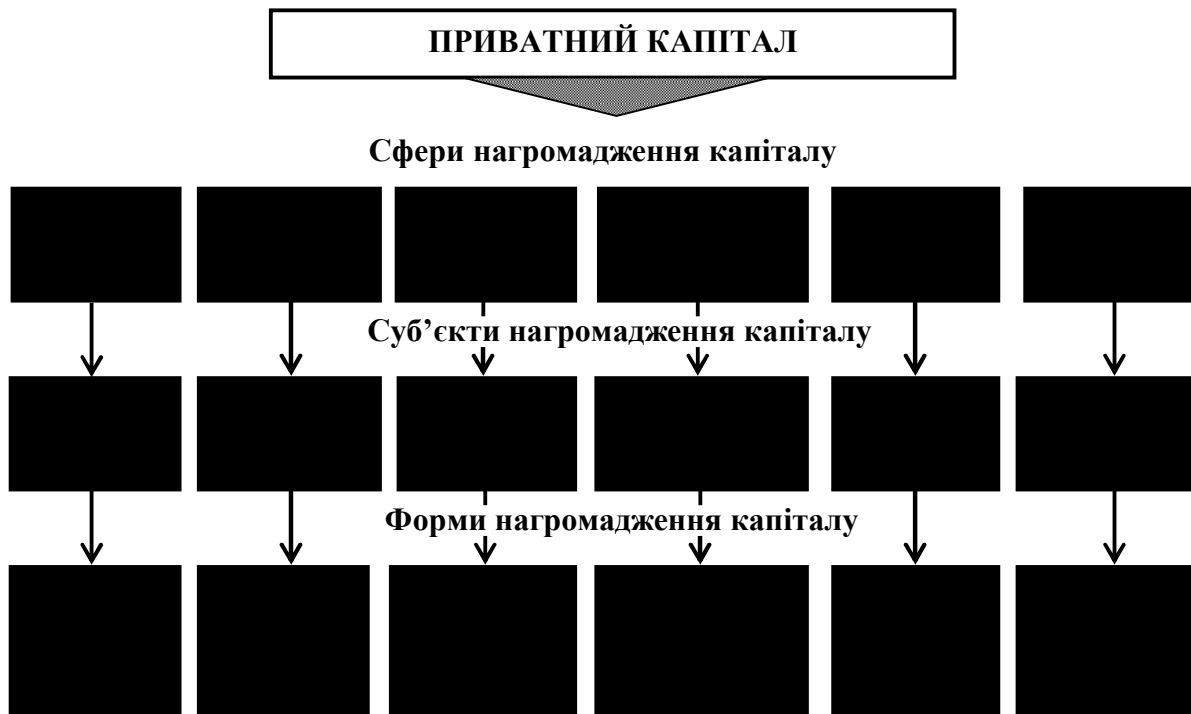 ПРИВАТНИЙ КАПІТАЛ
Сфери нагромадження капіталу
Суб’єкти нагромадження капіталу
Форми нагромадження капіталу